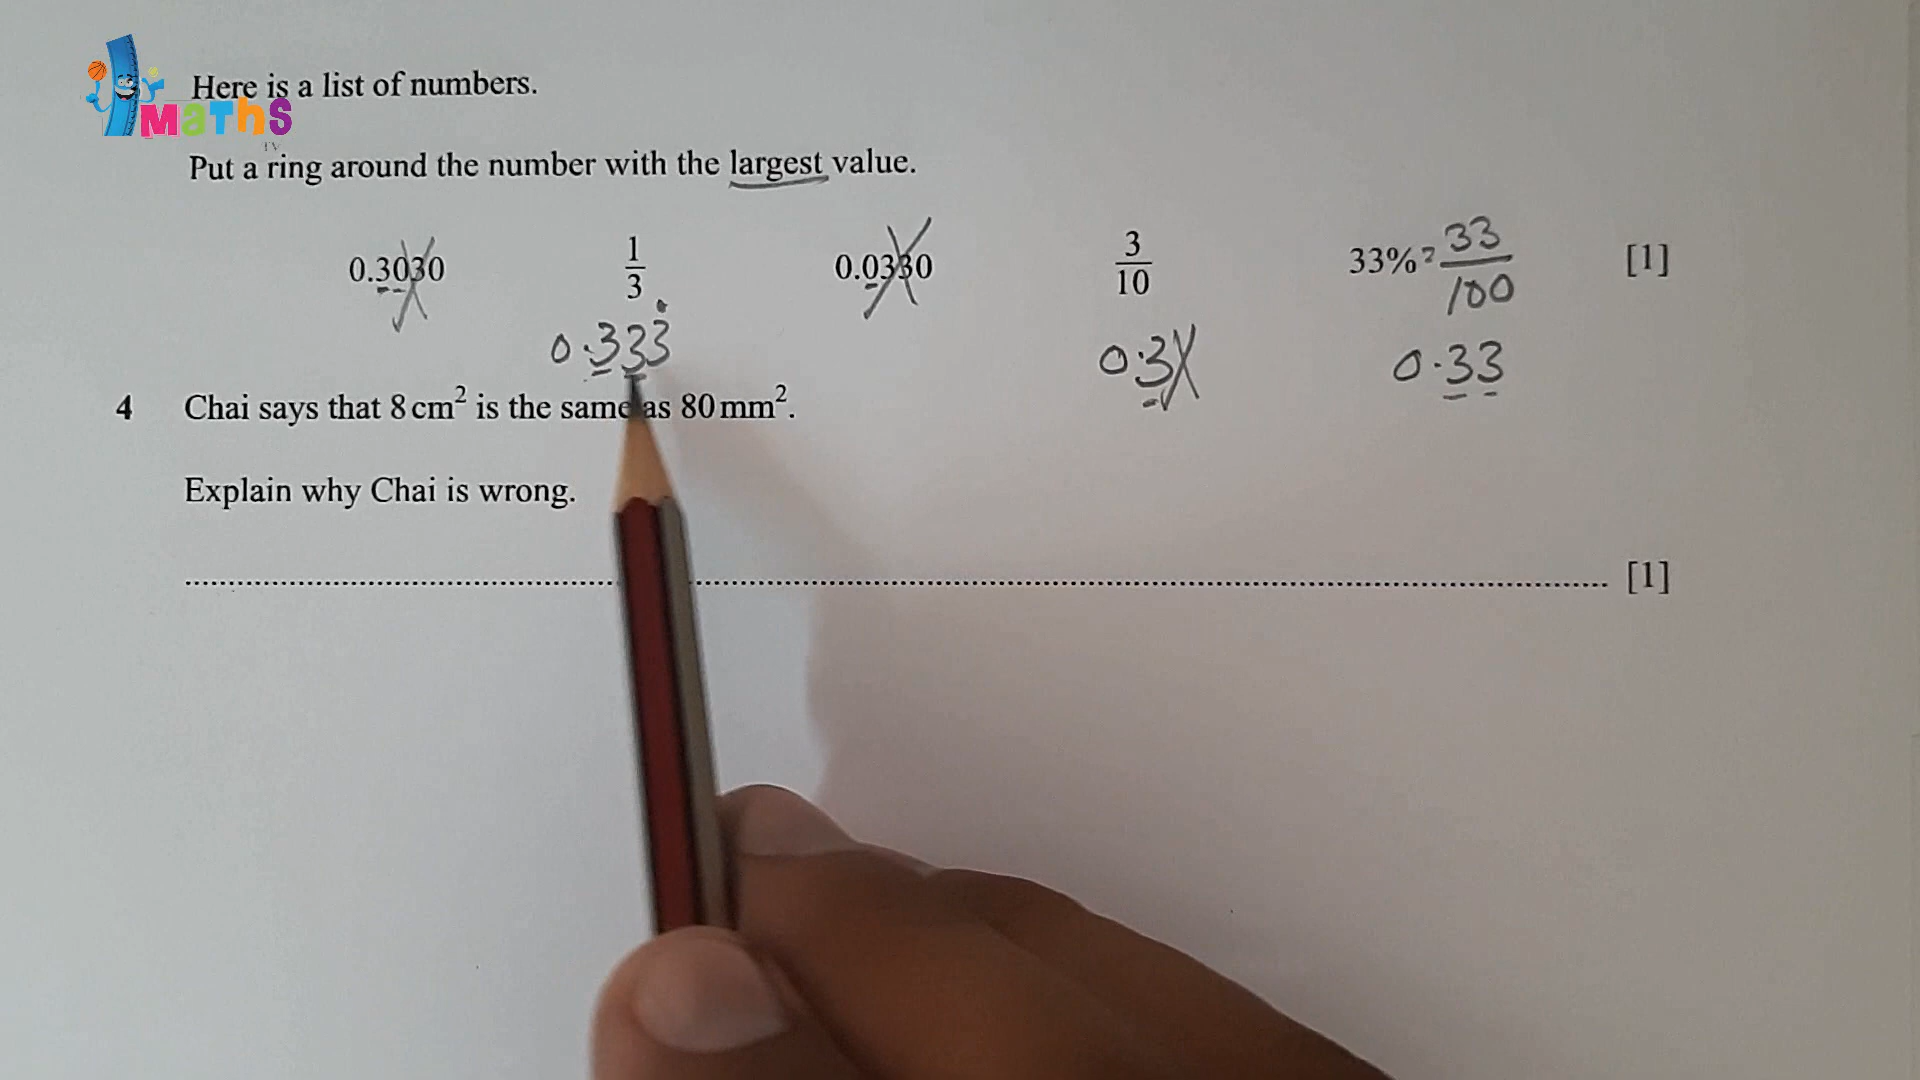 Here is a list of numbers.
MaTHS
TV
Put a ring around the number with the largest value.
0.3030 1/3 0.0330 3/10 33% = 33/100 [1]
0.333̇ 0.3 0.33
4 Chai says that 8 cm² is the same as 80 mm².
Explain why Chai is wrong.
........................................................................ [1]